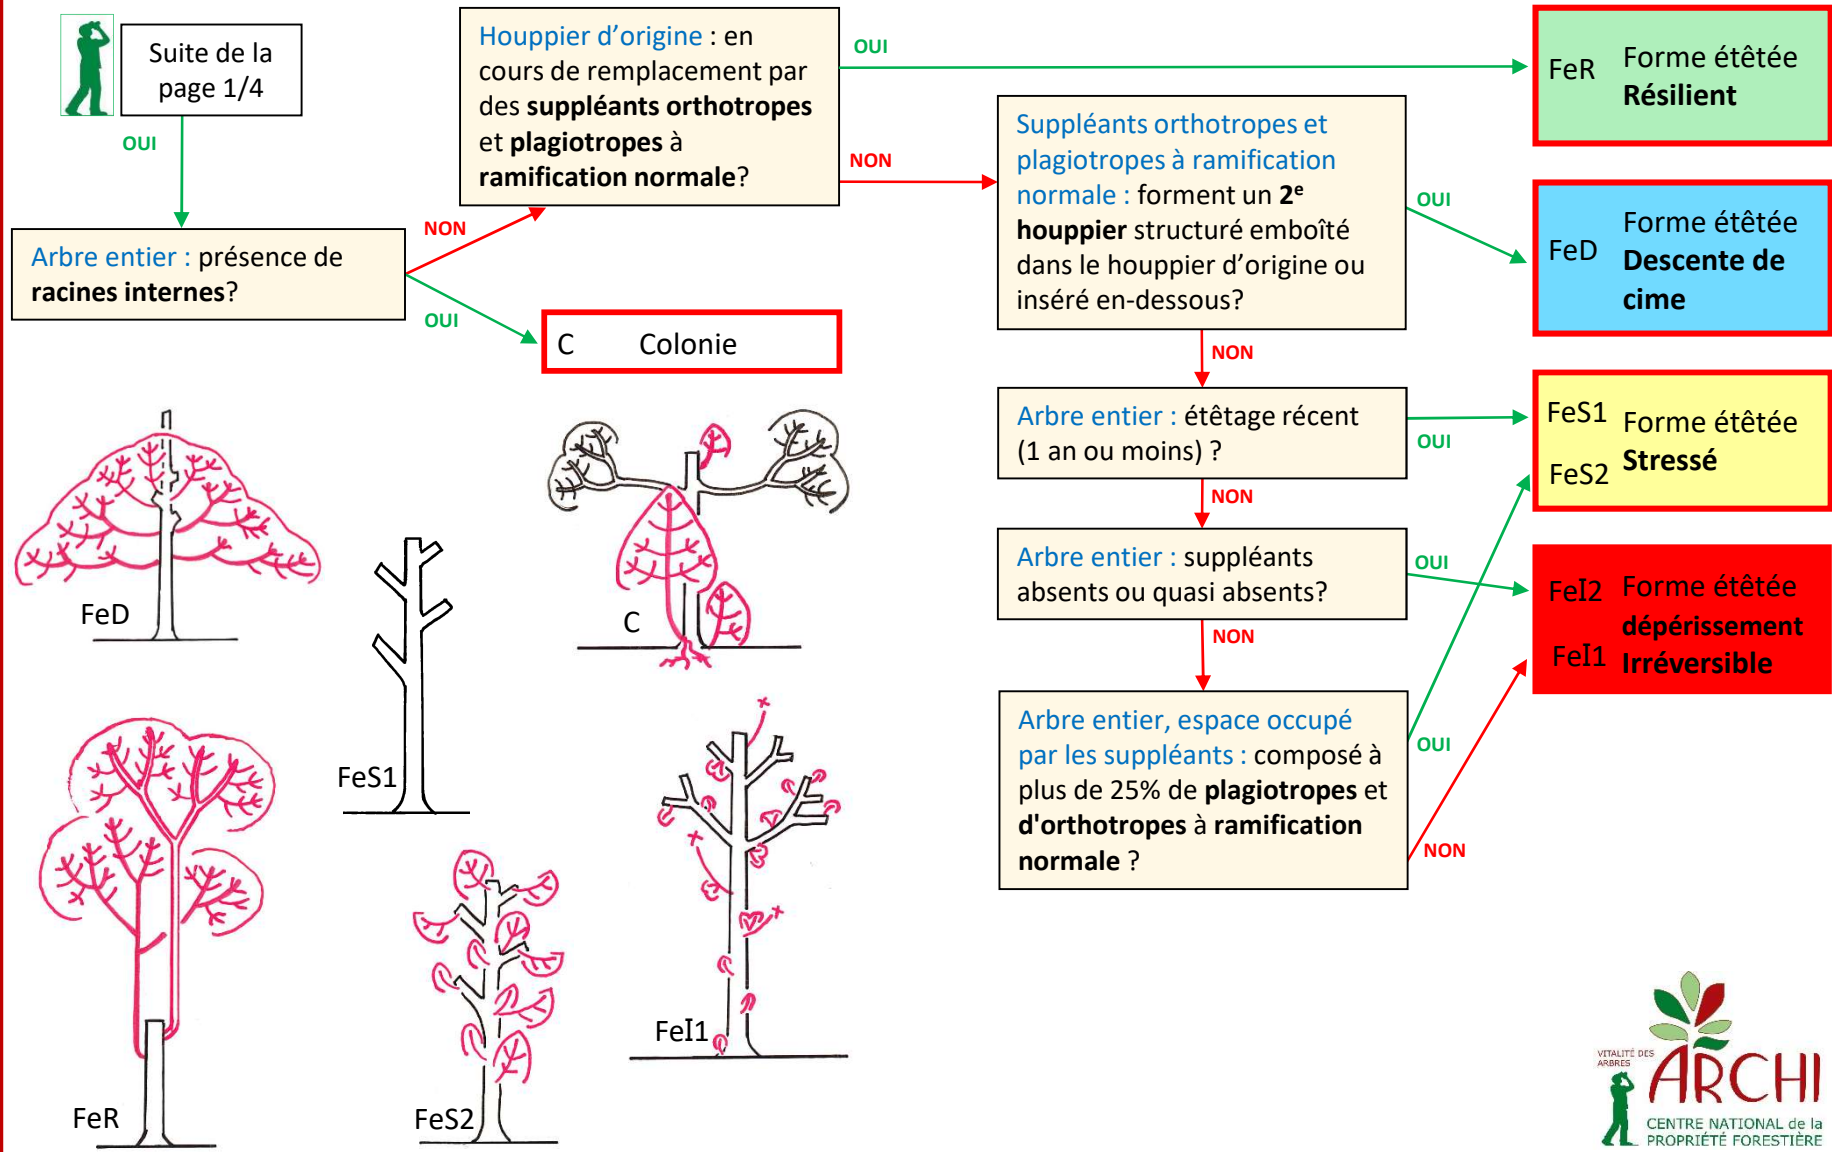 Suite de la
page 1/4
OUI
Arbre entier : présence de
racines internes?
NON
OUI
Houppier d’origine : en
cours de remplacement par
des suppléants orthotropes
et plagiotropes à
ramification normale?
OUI
NON
C Colonie
Suppléants orthotropes et
plagiotropes à ramification
normale : forment un 2e
houppier structuré emboîté
dans le houppier d’origine ou
inséré en-dessous?
OUI
NON
Arbre entier : étêtage récent
(1 an ou moins) ?
OUI
NON
Arbre entier : suppléants
absents ou quasi absents?
OUI
NON
Arbre entier, espace occupé
par les suppléants : composé à
plus de 25% de plagiotropes et
d'orthotropes à ramification
normale ?
OUI
NON
FeR Forme étêtée
Résilient
FeD Forme étêtée
Descente de
cime
FeS1 Forme étêtée
FeS2 Stressé
FeI2 Forme étêtée
dépérissement
FeI1 Irréversible
FeD
C
FeS1
FeI1
FeR
FeS2
VITALITÉ DES
ARBRES
ARCHI
CENTRE NATIONAL de la
PROPRIÉTÉ FORESTIÈRE